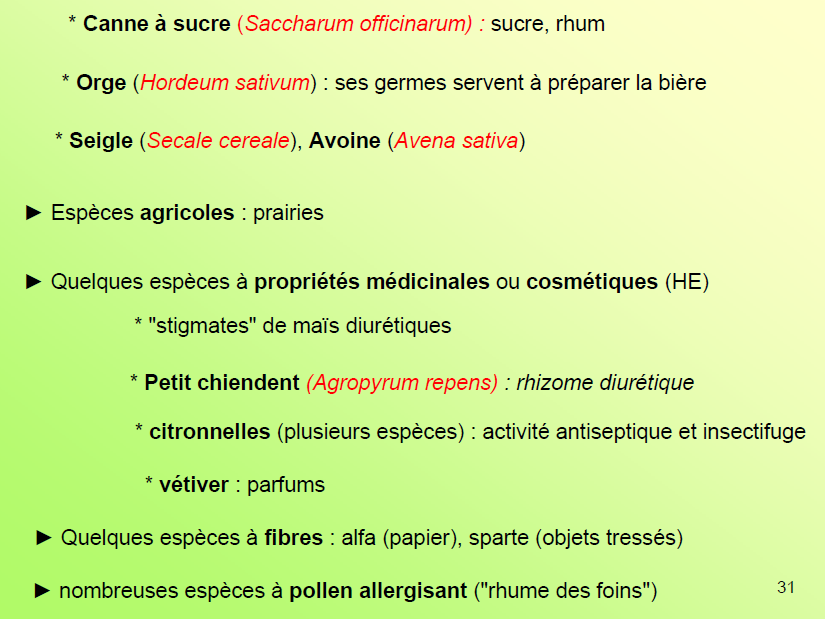 * Canne à sucre (Saccharum officinarum) : sucre, rhum
* Orge (Hordeum sativum) : ses germes servent à préparer la bière
* Seigle (Secale cereale), Avoine (Avena sativa)
► Espèces agricoles : prairies
► Quelques espèces à propriétés médicinales ou cosmétiques (HE)
* "stigmates" de maïs diurétiques
* Petit chiendent (Agropyrum repens) : rhizome diurétique
* citronnelles (plusieurs espèces) : activité antiseptique et insectifuge
* vétiver : parfums
► Quelques espèces à fibres : alfa (papier), sparte (objets tressés)
► nombreuses espèces à pollen allergisant ("rhume des foins")
31